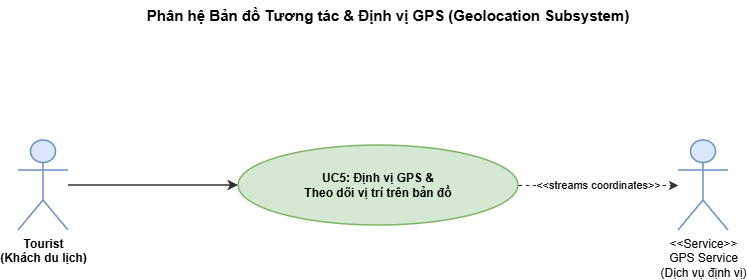 Phân hệ Bản đồ Tương tác & Định vị GPS (Geolocation Subsystem)
UC5: Định vị GPS &
Theo dõi vị trí trên bản đồ
<<streams coordinates>>
Tourist
(Khách du lịch)
<<Service>>
GPS Service
(Dịch vụ định vị)